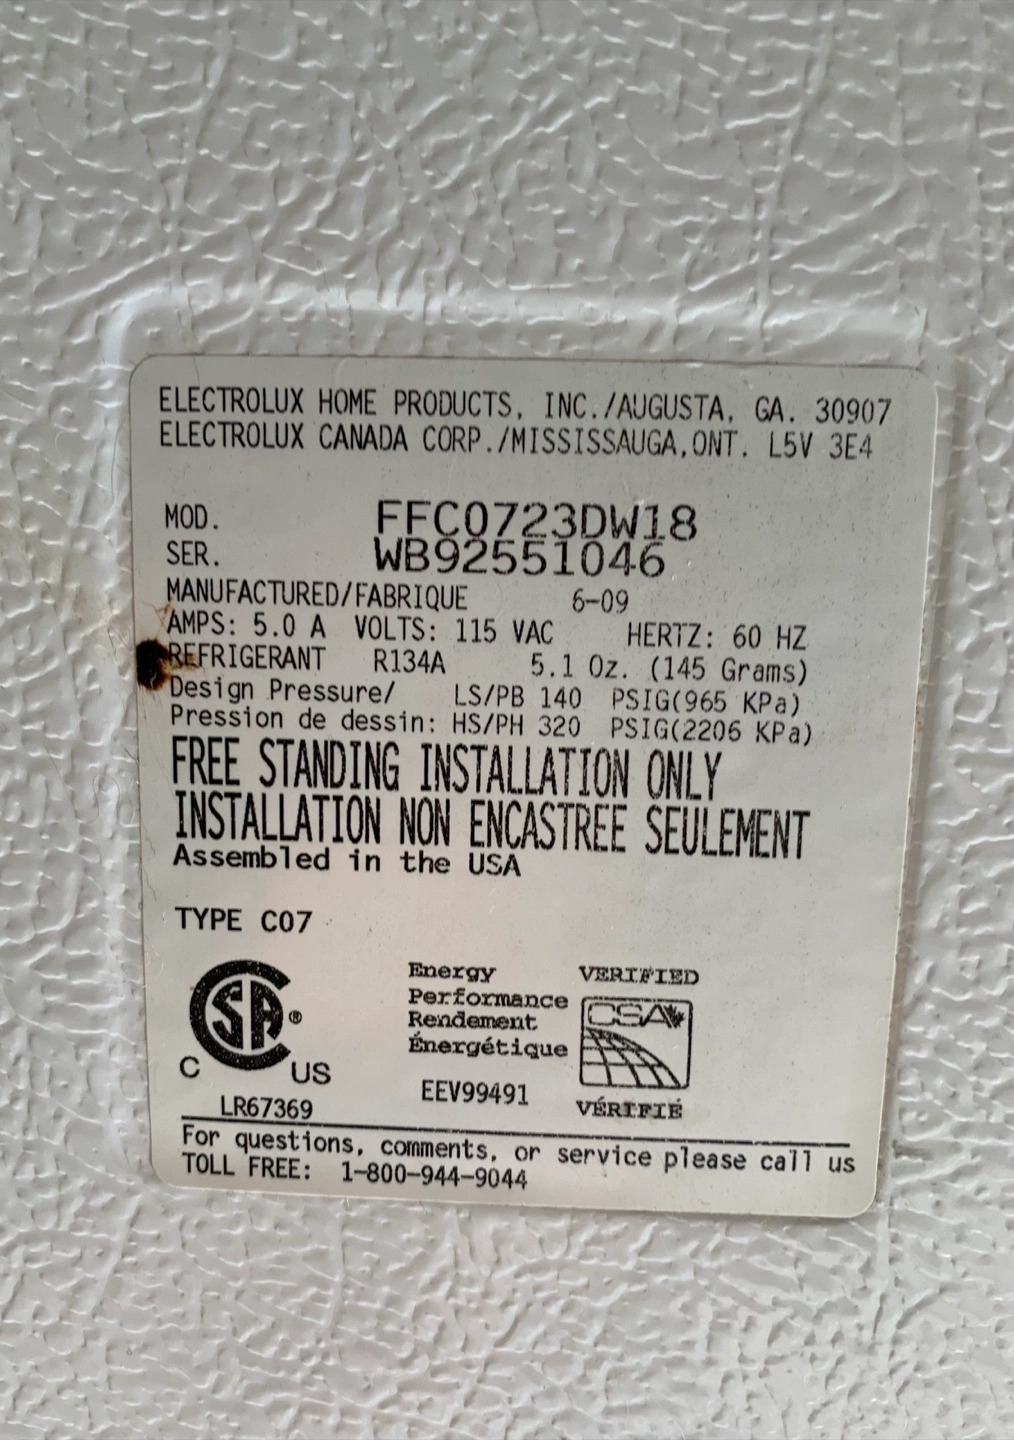 ELECTROLUX HOME PRODUCTS, INC./AUGUSTA, GA. 30907
ELECTROLUX CANADA CORP./MISSISSAUGA,ONT. L5V 3E4
MOD. FFC0723DW18
SER. WB92551046
MANUFACTURED/FABRIQUE 6-09
AMPS: 5.0 A VOLTS: 115 VAC HERTZ: 60 HZ
REFRIGERANT R134A 5.1 Oz. (145 Grams)
Design Pressure/ LS/PB 140 PSIG(965 KPa)
Pression de dessin: HS/PH 320 PSIG(2206 KPa)
FREE STANDING INSTALLATION ONLY
INSTALLATION NON ENCASTREE SEULEMENT
Assembled in the USA
TYPE C07
CSA®
C US
LR67369
Energy
Performance
Rendement
Énergétique
EEV99491
VERIFIED
CSA
VÉRIFIÉ
For questions, comments, or service please call us
TOLL FREE: 1-800-944-9044